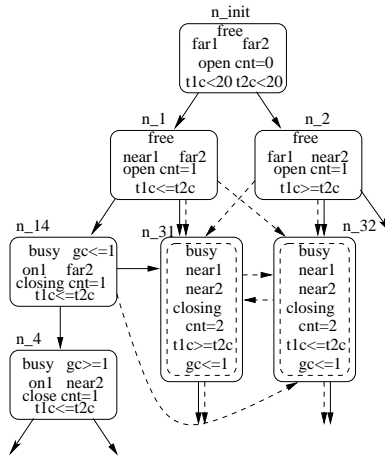 n_init
free
far1 far2
open cnt=0
t1c<20 t2c<20
n_1
free
near1 far2
open cnt=1
t1c<=t2c
n_2
free
far1 near2
open cnt=1
t1c>=t2c
n_14
busy gc<=1
on1 far2
closing cnt=1
t1c<=t2c
n_31
busy
near1
near2
closing
cnt=2
t1c>=t2c
gc<=1
n_32
busy
near1
near2
closing
cnt=2
t1c<=t2c
gc<=1
n_4
busy gc>=1
on1 near2
close cnt=1
t1c<=t2c